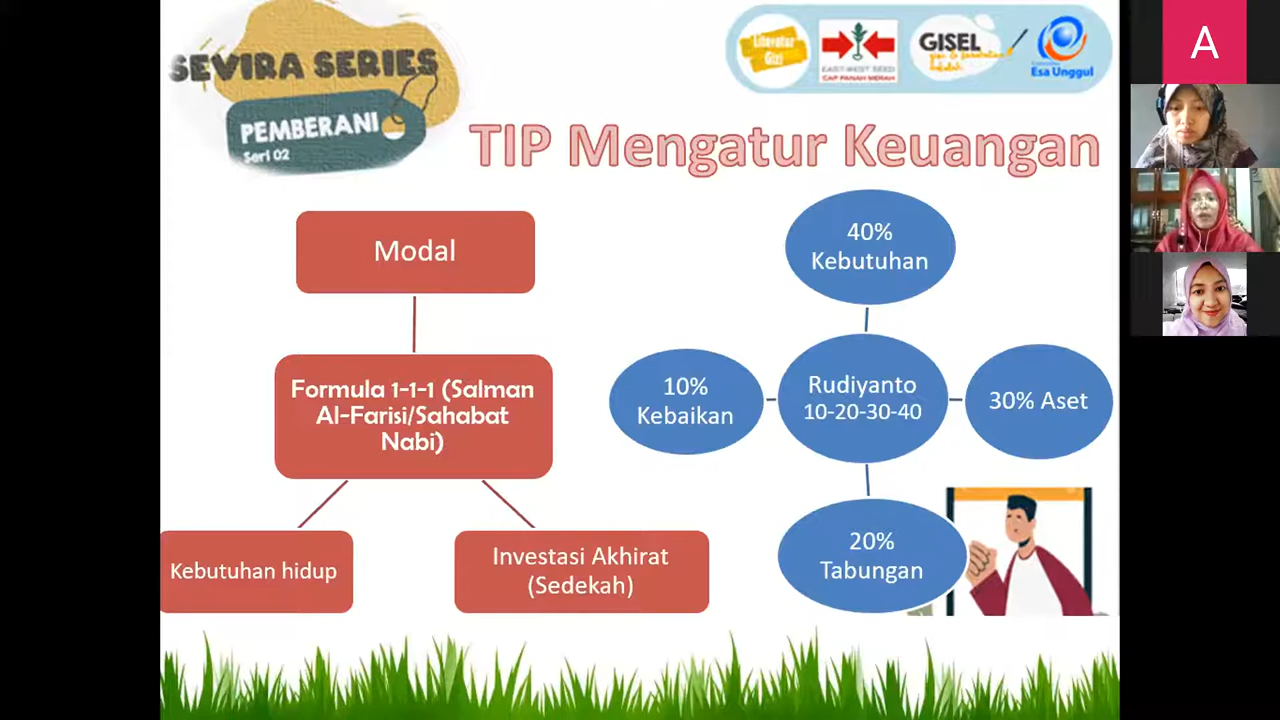 SEVIRA SERIES
PEMBERANI
Seri 02
Literatur
Gizi
EAST-WEST SEED
CAP PANAH MERAH
GISEL
Esa Unggul
A
TIP Mengatur Keuangan
Modal
Formula 1-1-1 (Salman
Al-Farisi/Sahabat
Nabi)
Kebutuhan hidup
Investasi Akhirat
(Sedekah)
40%
Kebutuhan
10%
Kebaikan
Rudiyanto
10-20-30-40
30% Aset
20%
Tabungan